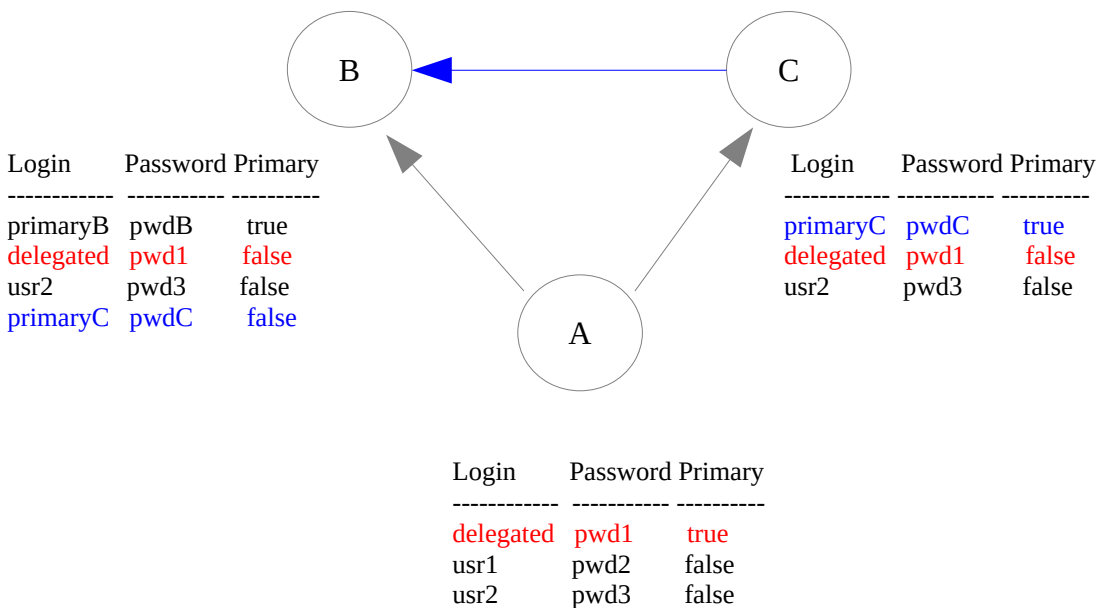 B
C
Login Password Primary
------------ ----------- ----------
primaryB pwdB true
delegated pwd1 false
usr2 pwd3 false
primaryC pwdC false
Login Password Primary
------------ ----------- ----------
primaryC pwdC true
delegated pwd1 false
usr2 pwd3 false
A
Login Password Primary
------------ ----------- ----------
delegated pwd1 true
usr1 pwd2 false
usr2 pwd3 false